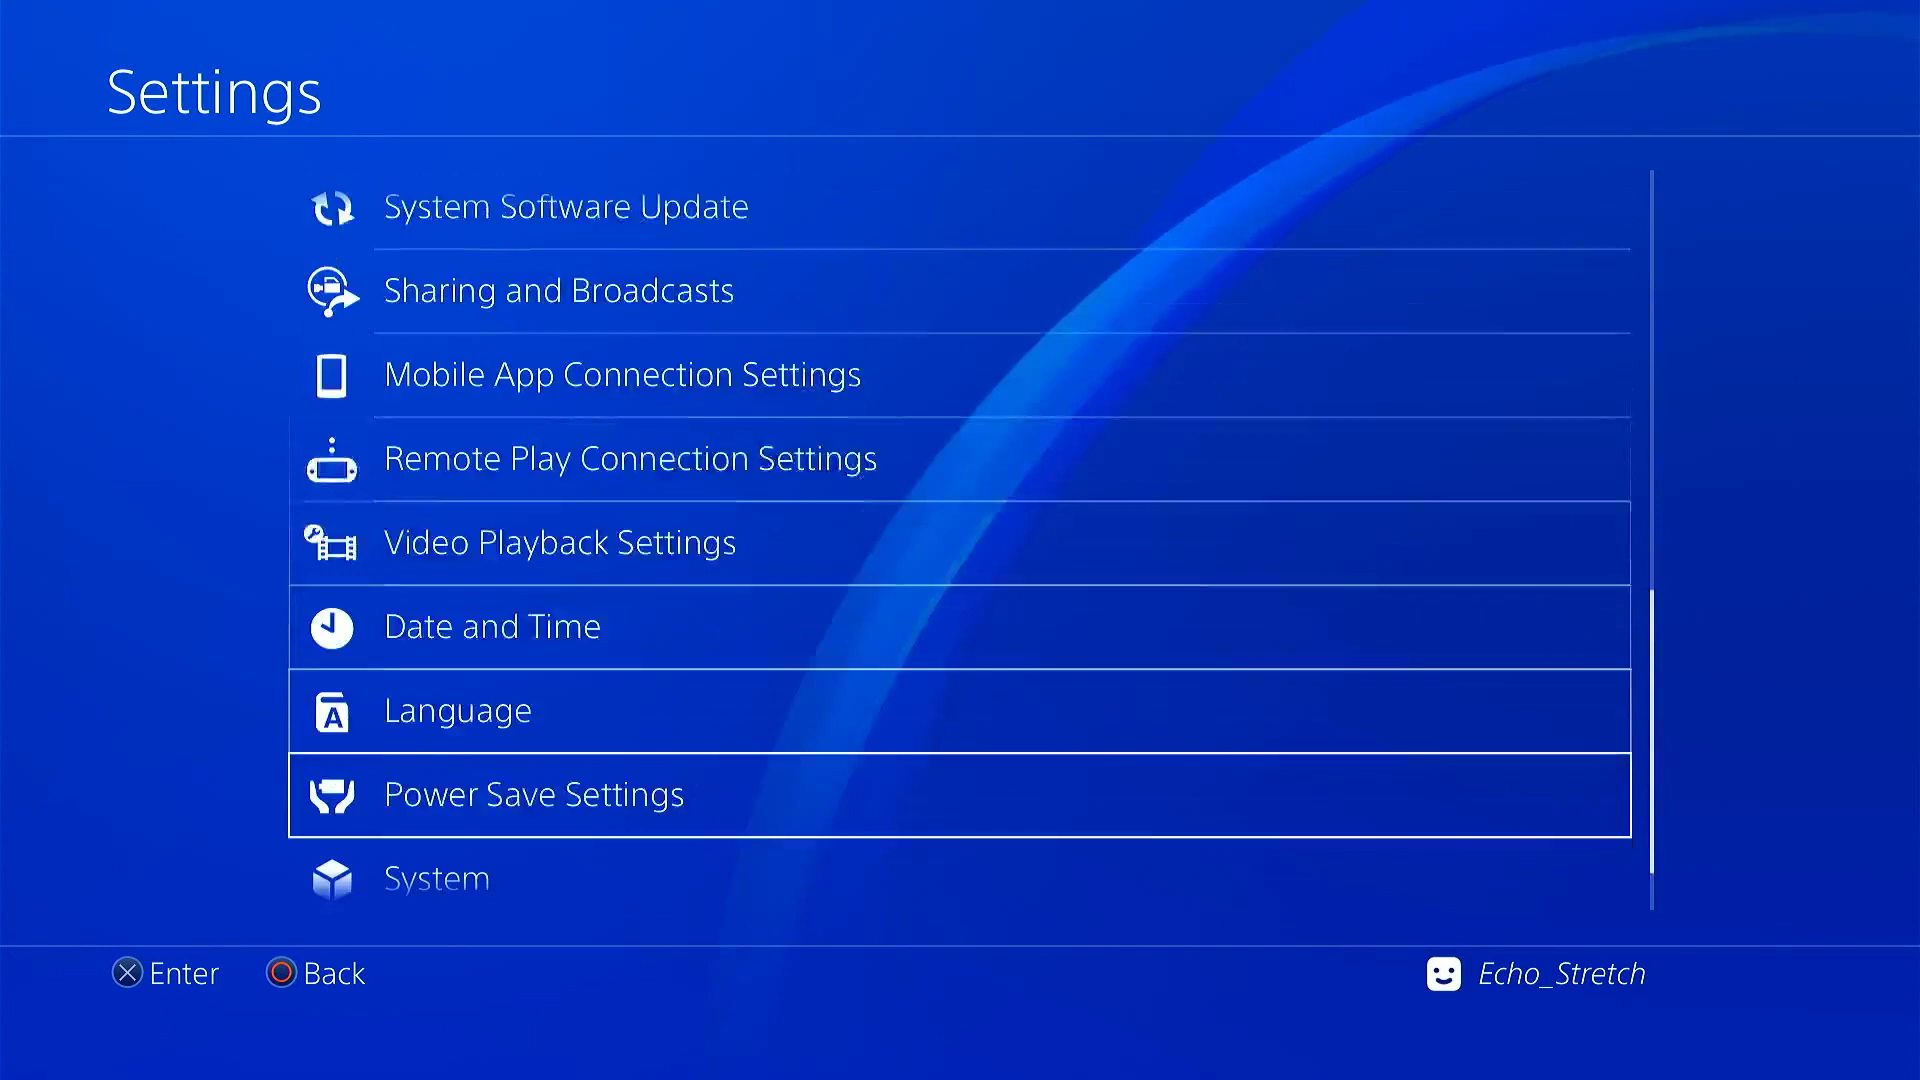 Settings
System Software Update
Sharing and Broadcasts
Mobile App Connection Settings
Remote Play Connection Settings
Video Playback Settings
Date and Time
Language
Power Save Settings
System
Enter
Back
Echo_Stretch